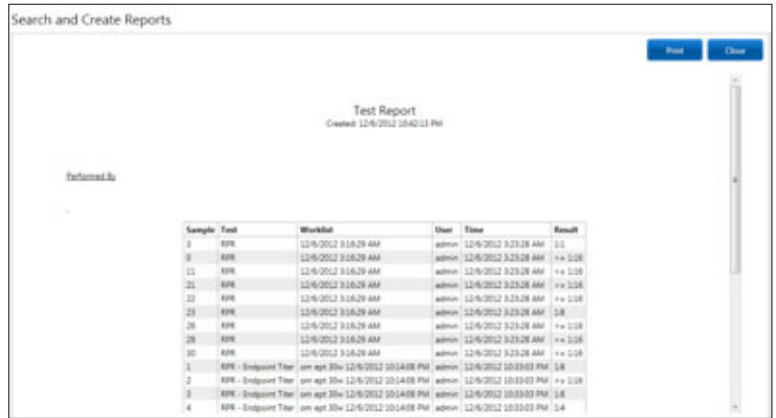 Search and Create Reports
Print Close
Test Report
Created: 12/6/2012 10:42:13 PM
Performed By
Sample Test Worklist User Time Result
3 RPR 12/6/2012 3:16:29 AM admin 12/6/2012 3:23:28 AM 1:1
RPR 12/6/2012 3:16:29 AM admin 12/6/2012 3:23:28 AM >= 1:16
11 RPR 12/6/2012 3:16:29 AM admin 12/6/2012 3:23:28 AM >= 1:16
21 RPR 12/6/2012 3:16:29 AM admin 12/6/2012 3:23:28 AM >= 1:16
22 RPR 12/6/2012 3:16:29 AM admin 12/6/2012 3:23:28 AM >= 1:16
23 RPR 12/6/2012 3:16:29 AM admin 12/6/2012 3:23:28 AM 1:8
26 RPR 12/6/2012 3:16:29 AM admin 12/6/2012 3:23:28 AM >= 1:16
28 RPR 12/6/2012 3:16:29 AM admin 12/6/2012 3:23:28 AM >= 1:16
30 RPR 12/6/2012 3:16:29 AM admin 12/6/2012 3:23:28 AM >= 1:16
1 RPR - Endpoint Titer om ept 30w 12/6/2012 10:14:08 PM admin 12/6/2012 10:33:03 PM 1:8
2 RPR - Endpoint Titer om ept 30w 12/6/2012 10:14:08 PM admin 12/6/2012 10:33:03 PM >= 1:16
3 RPR - Endpoint Titer om ept 30w 12/6/2012 10:14:08 PM admin 12/6/2012 10:33:03 PM 1:8
4 RPR - Endpoint Titer om ept 30w 12/6/2012 10:14:08 PM admin 12/6/2012 10:33:03 PM 1:4